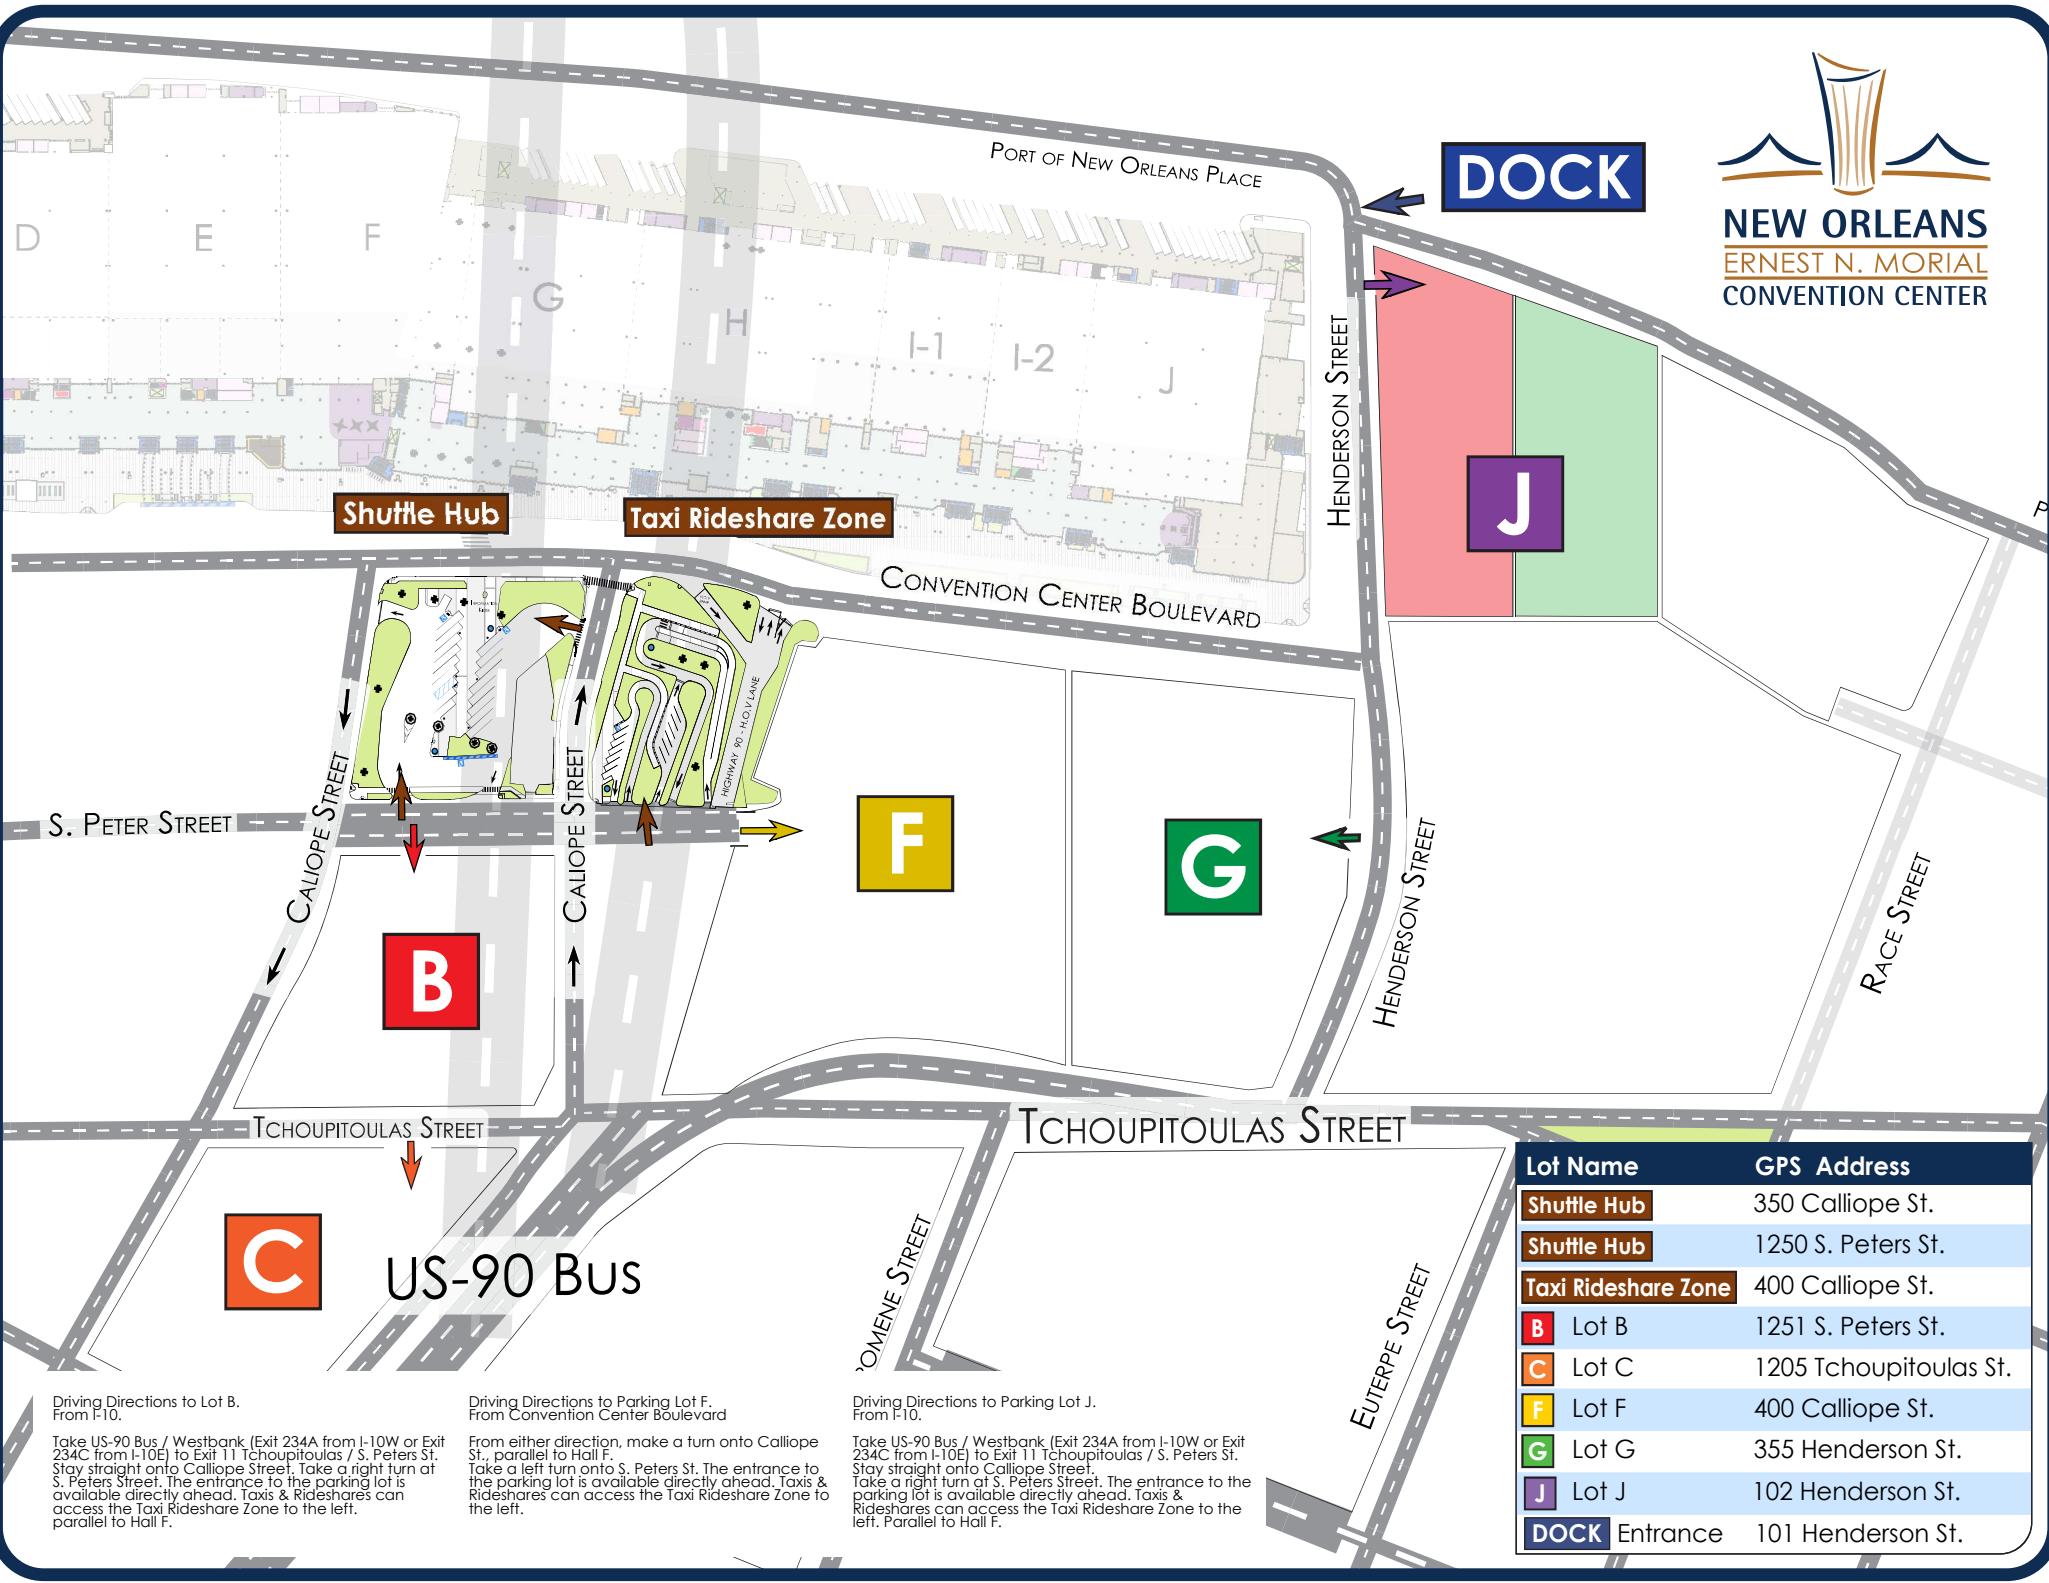 PORT OF NEW ORLEANS PLACE
DOCK
NEW ORLEANS
ERNEST N. MORIAL
CONVENTION CENTER
D
E
F
G
H
I-1
I-2
J
HENDERSON STREET
J
P
Shuttle Hub
Taxi Rideshare Zone
CONVENTION CENTER BOULEVARD
HIGHWAY 90 - H.O.V LANE
S. PETER STREET
CALIOPE STREET
CALIOPE STREET
F
G
HENDERSON STREET
RACE STREET
B
TCHOUPITOULAS STREET
TCHOUPITOULAS STREET
C
US-90 Bus
OMENE STREET
EUTERPE STREET
Lot Name GPS Address
Shuttle Hub 350 Calliope St.
Shuttle Hub 1250 S. Peters St.
Taxi Rideshare Zone 400 Calliope St.
B Lot B 1251 S. Peters St.
C Lot C 1205 Tchoupitoulas St.
F Lot F 400 Calliope St.
G Lot G 355 Henderson St.
J Lot J 102 Henderson St.
DOCK Entrance 101 Henderson St.
Driving Directions to Lot B.
From I-10.
Take US-90 Bus / Westbank (Exit 234A from I-10W or Exit
234C from I-10E) to Exit 11 Tchoupitoulas / S. Peters St.
Stay straight onto Calliope Street. Take a right turn at
S. Peters Street. The entrance to the parking lot is
available directly ahead. Taxis & Rideshares can
access the Taxi Rideshare Zone to the left.
parallel to Hall F.
Driving Directions to Parking Lot F.
From Convention Center Boulevard
From either direction, make a turn onto Calliope
St., parallel to Hall F.
Take a left turn onto S. Peters St. The entrance to
the parking lot is available directly ahead. Taxis &
Rideshares can access the Taxi Rideshare Zone to
the left.
Driving Directions to Parking Lot J.
From I-10.
Take US-90 Bus / Westbank (Exit 234A from I-10W or Exit
234C from I-10E) to Exit 11 Tchoupitoulas / S. Peters St.
Stay straight onto Calliope Street.
Take a right turn at S. Peters Street. The entrance to the
parking lot is available directly ahead. Taxis &
Rideshares can access the Taxi Rideshare Zone to the
left. Parallel to Hall F.